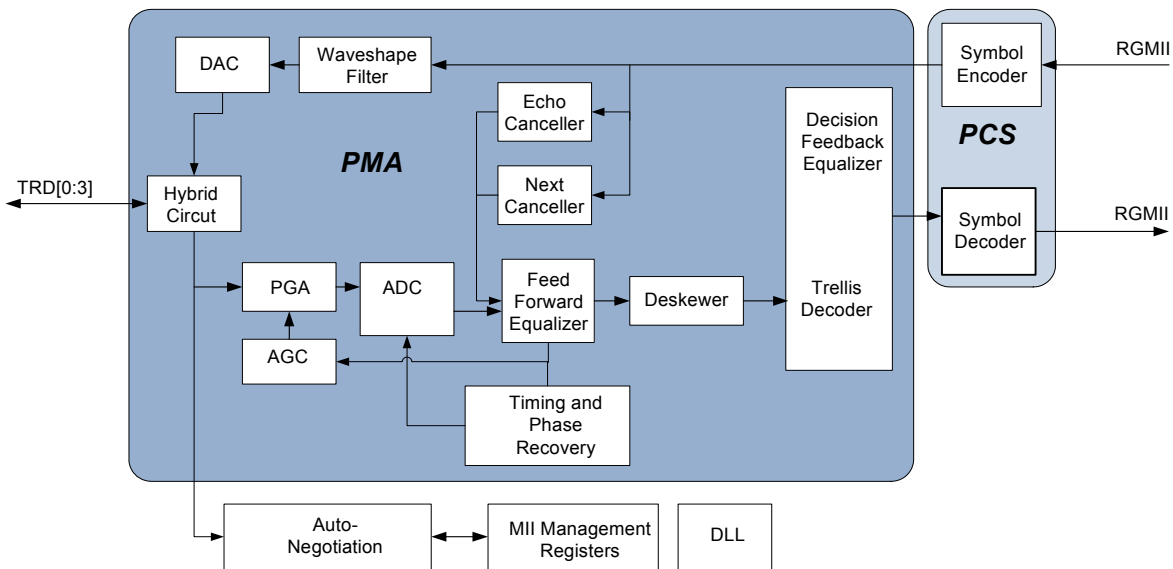 DAC
Waveshape
Filter
Symbol
Encoder
RGMII
Echo
Canceller
Decision
Feedback
Equalizer
PCS
PMA
TRD[0:3]
Hybrid
Circut
Next
Canceller
Symbol
Decoder
RGMII
PGA
ADC
Feed
Forward
Equalizer
Deskewer
Trellis
Decoder
AGC
Timing and
Phase
Recovery
Auto-
Negotiation
MII Management
Registers
DLL